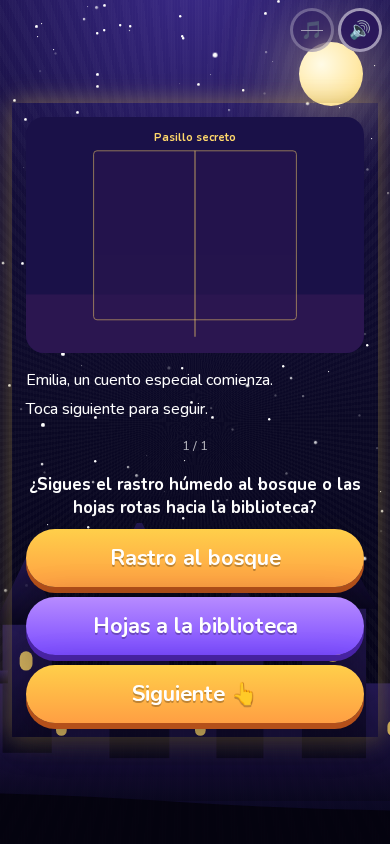 Pasillo secreto
Emilia, un cuento especial comienza.
Toca siguiente para seguir.
1 / 1
¿Sigues el rastro húmedo al bosque o las
hojas rotas hacia la biblioteca?
Rastro al bosque
Hojas a la biblioteca
Siguiente 👆